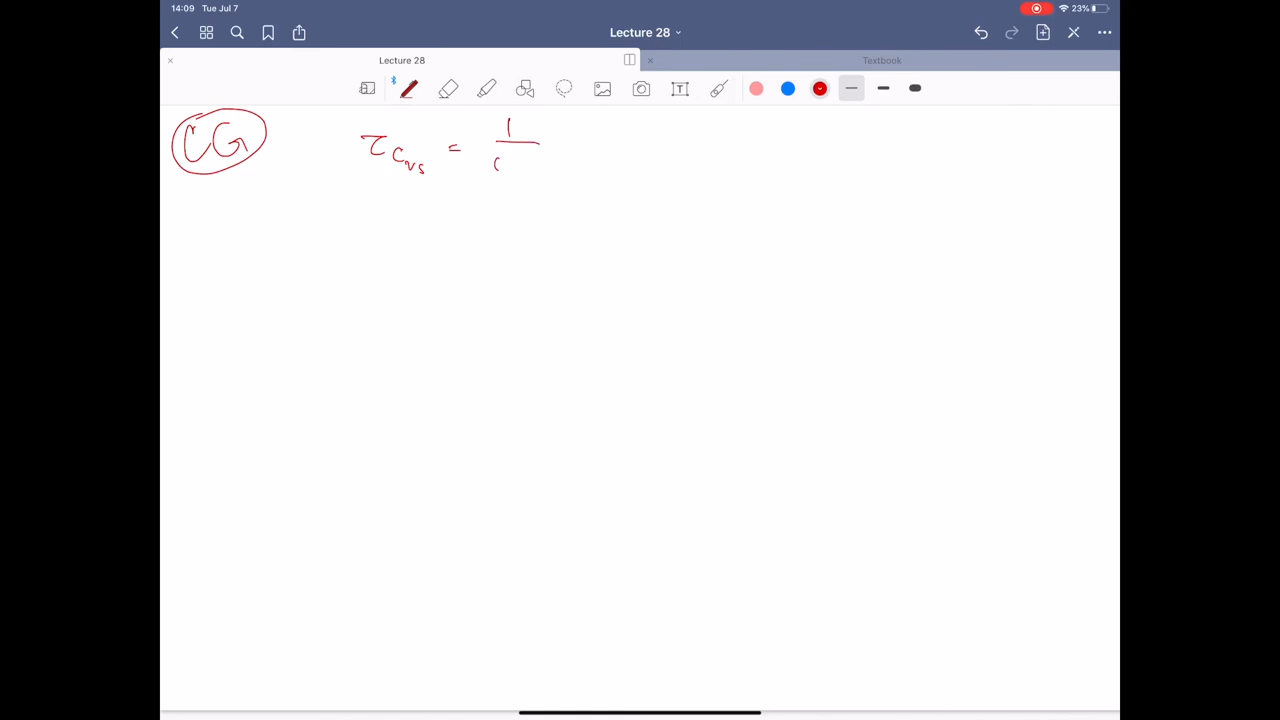 14:09 Tue Jul 7
23%
Lecture 28
Lecture 28
Textbook
T
CG
τ_{C_{vs}} = 1/(